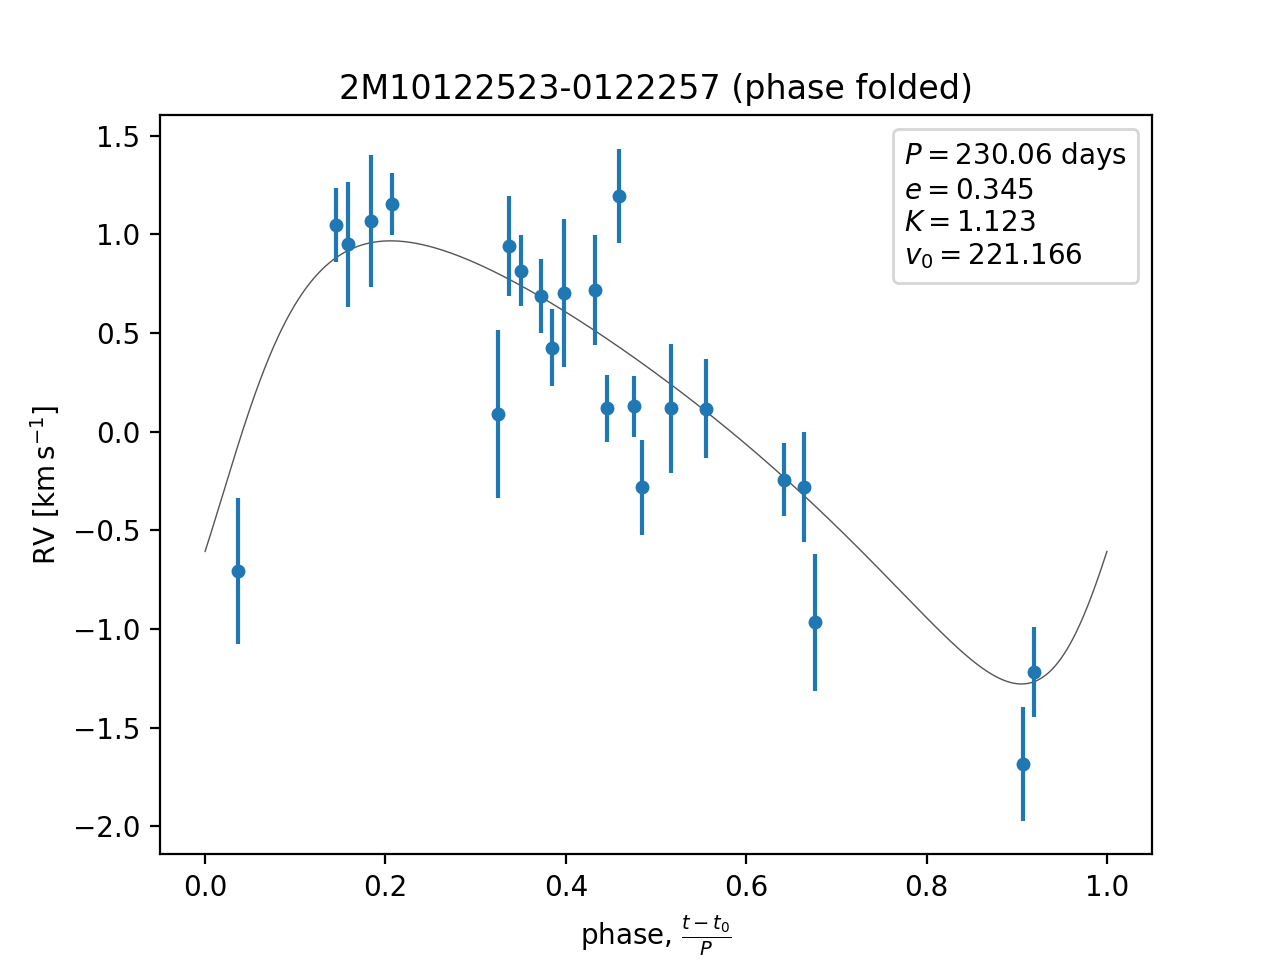 2M10122523-0122257 (phase folded)
P = 230.06 days
e = 0.345
K = 1.123
v₀ = 221.166
1.5
1.0
0.5
0.0
−0.5
−1.0
−1.5
−2.0
RV [km s⁻¹]
0.0 0.2 0.4 0.6 0.8 1.0
phase, (t − t₀)/P